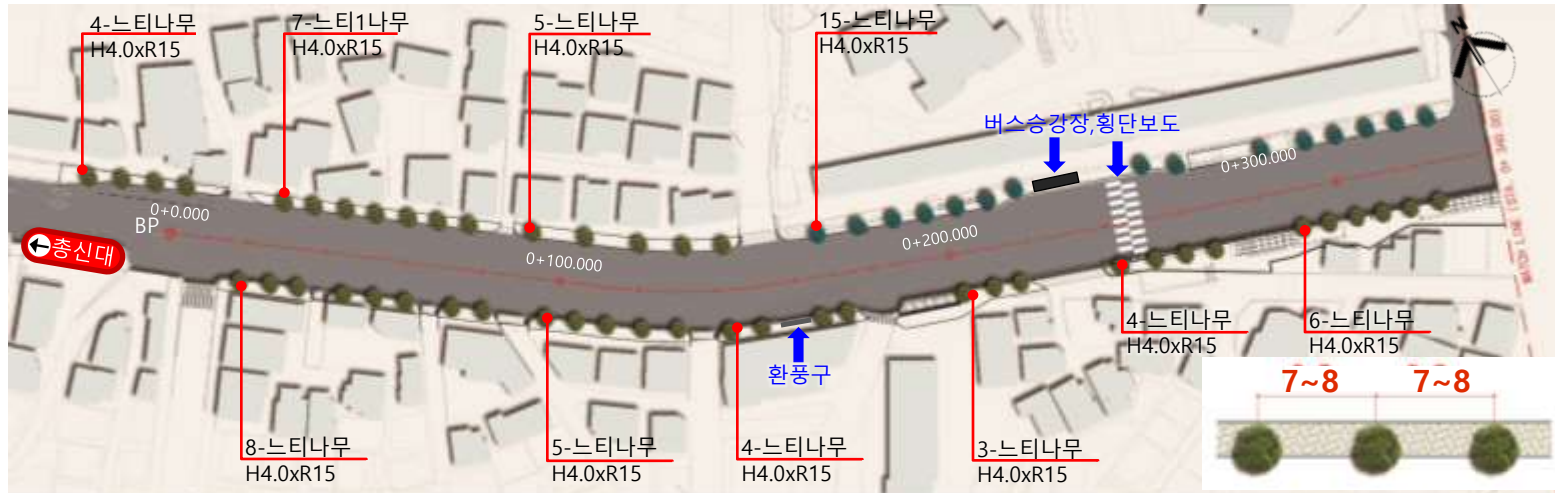 4-느티나무
H4.0xR15
7-느티1나무
H4.0xR15
5-느티나무
H4.0xR15
15-느티나무
H4.0xR15
N
버스승강장,횡단보도
0+300.000
0+0.000
BP
0+200.000
총신대
0+100.000
4-느티나무
H4.0xR15
6-느티나무
H4.0xR15
환풍구
7~8
7~8
8-느티나무
H4.0xR15
5-느티나무
H4.0xR15
4-느티나무
H4.0xR15
3-느티나무
H4.0xR15